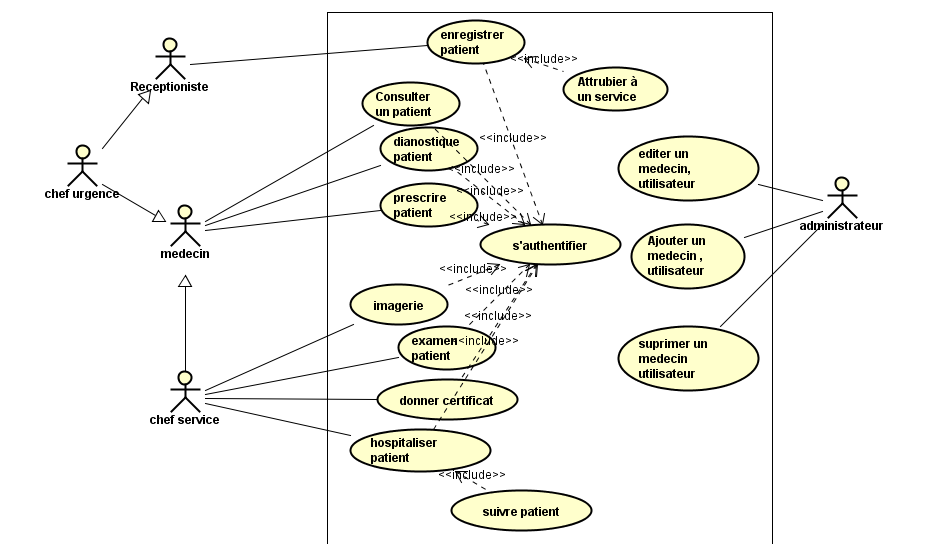 enregistrer
patient
<<include>>
Attrubier à
un service
Receptioniste
Consulter
un patient
<<include>>
dianostique
patient
<<include>>
editer un
medecin,
utilisateur
chef urgence
prescrire
patient
<<include>>
<<include>>
administrateur
medecin
s'authentifier
Ajouter un
medecin ,
utilisateur
<<include>>
<<include>>
imagerie
<<include>>
examen
patient
<<include>>
suprimer un
medecin
utilisateur
chef service
donner certificat
hospitaliser
patient
<<include>>
suivre patient